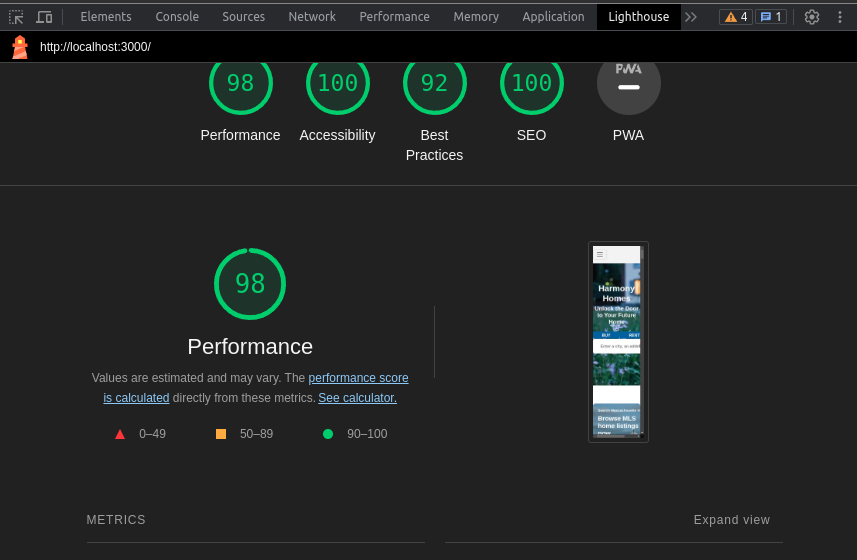 Elements Console Sources Network Performance Memory Application Lighthouse 4 1
http://localhost:3000/
98 100 92 100 PWA
Performance Accessibility Best Practices SEO PWA
98
Performance
Values are estimated and may vary. The performance score
is calculated directly from these metrics. See calculator.
0–49 50–89 90–100
Harmony
Homes
Unlock the Door
to Your Future
Home
BUY RENT
Enter a city, an addre
Browse MLS
home listings
METRICS Expand view